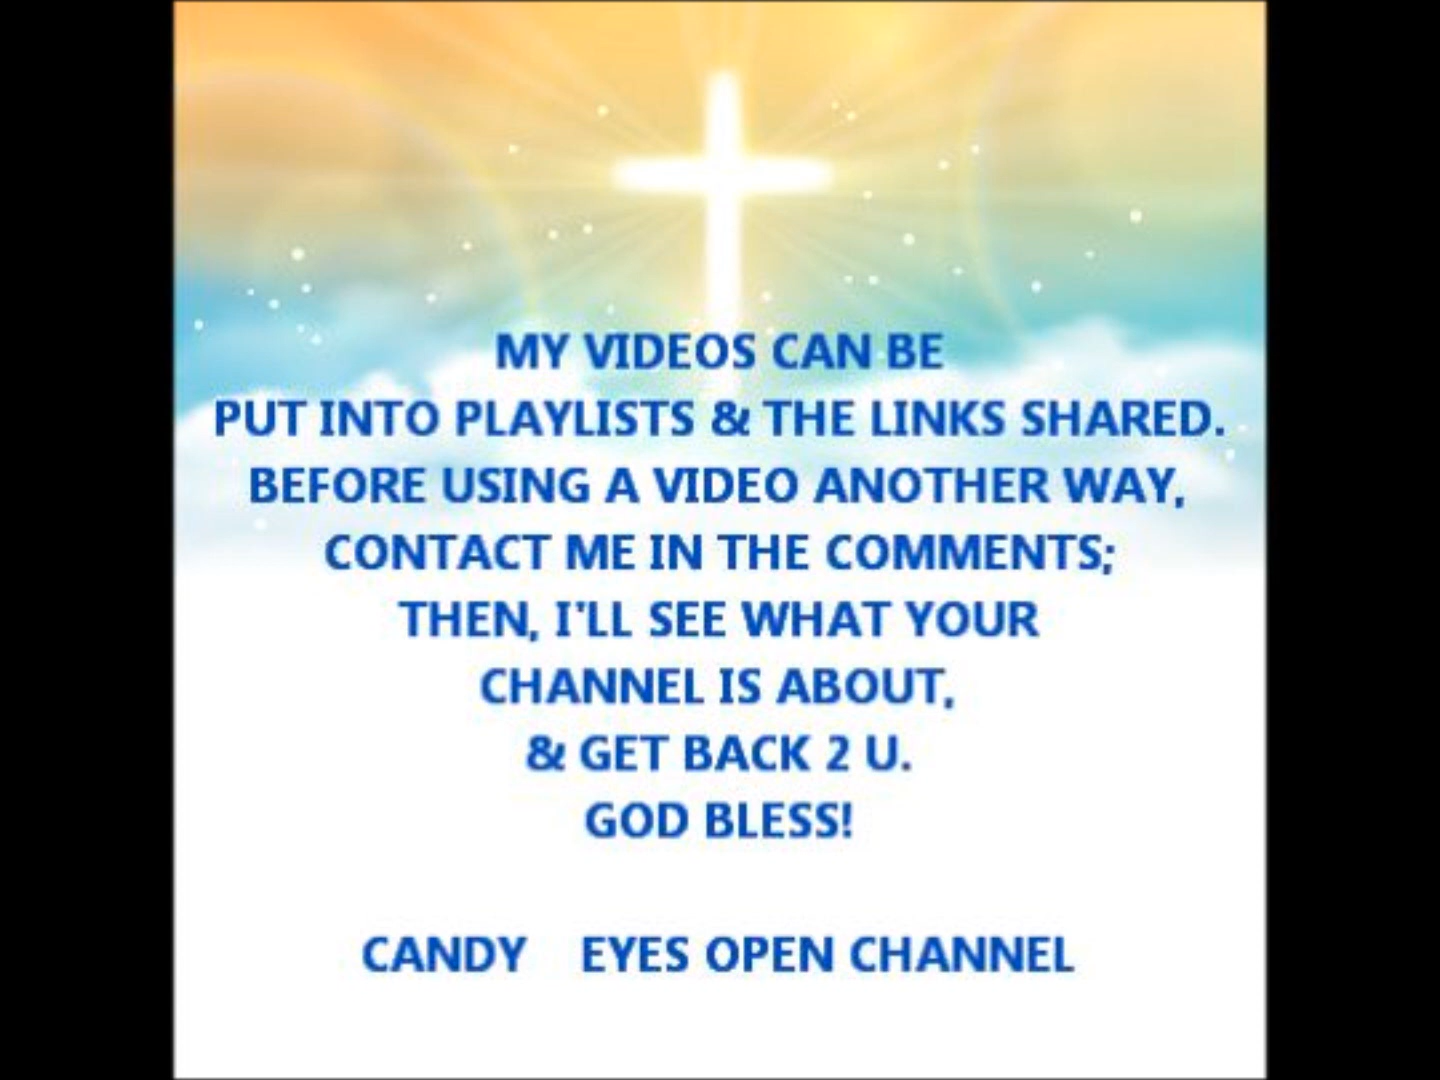 MY VIDEOS CAN BE
PUT INTO PLAYLISTS & THE LINKS SHARED.
BEFORE USING A VIDEO ANOTHER WAY,
CONTACT ME IN THE COMMENTS;
THEN, I'LL SEE WHAT YOUR
CHANNEL IS ABOUT,
& GET BACK 2 U.
GOD BLESS!
CANDY EYES OPEN CHANNEL